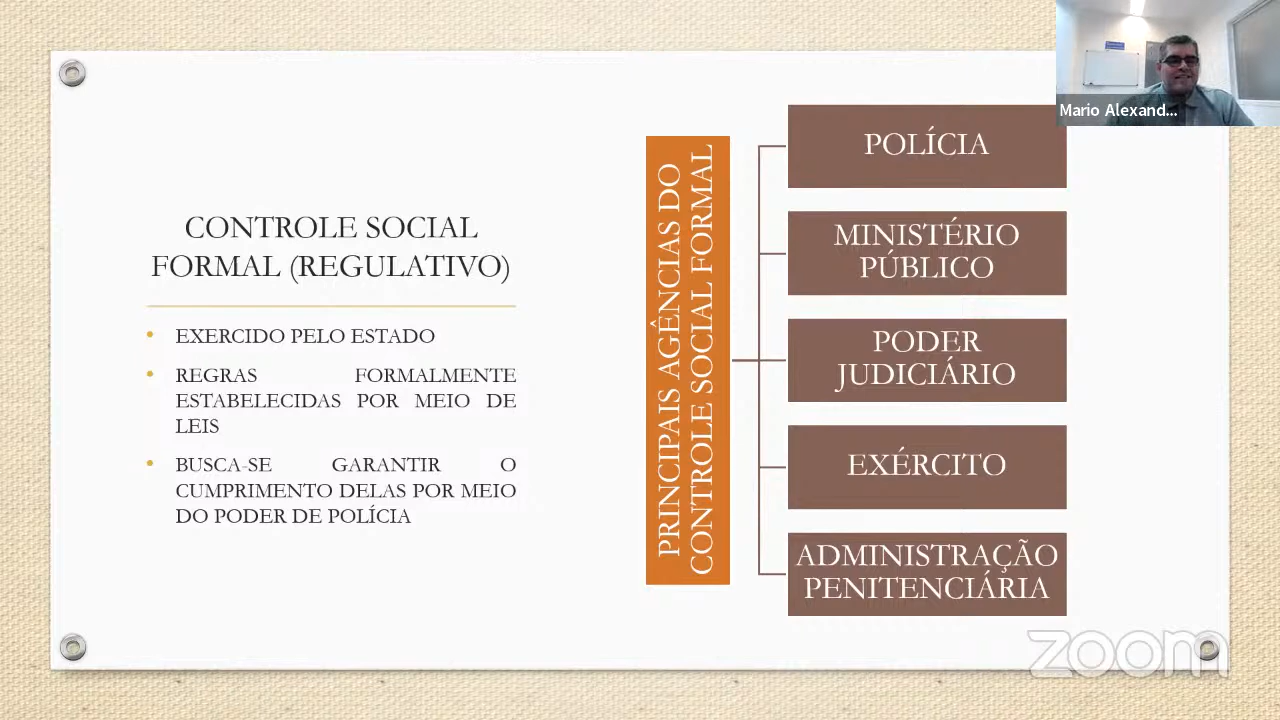 Mario Alexand...
CONTROLE SOCIAL
FORMAL (REGULATIVO)
• EXERCIDO PELO ESTADO
• REGRAS FORMALMENTE
ESTABELECIDAS POR MEIO DE
LEIS
• BUSCA-SE GARANTIR O
CUMPRIMENTO DELAS POR MEIO
DO PODER DE POLÍCIA
PRINCIPAIS AGÊNCIAS DO
CONTROLE SOCIAL FORMAL
POLÍCIA
MINISTÉRIO
PÚBLICO
PODER
JUDICIÁRIO
EXÉRCITO
ADMINISTRAÇÃO
PENITENCIÁRIA
zoom